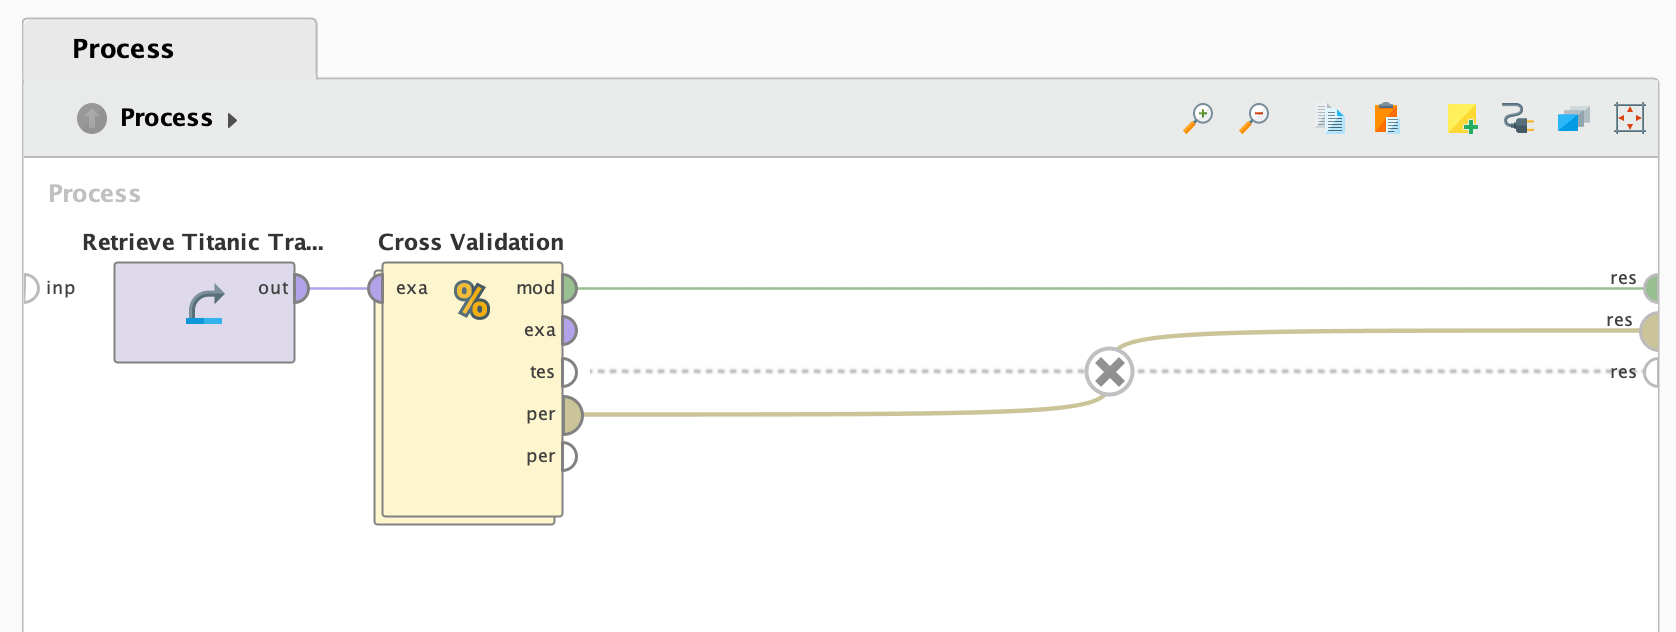 Process
Process
Process
Retrieve Titanic Tra...
Cross Validation
inp
out
exa
%
mod
res
exa
res
tes
res
per
per